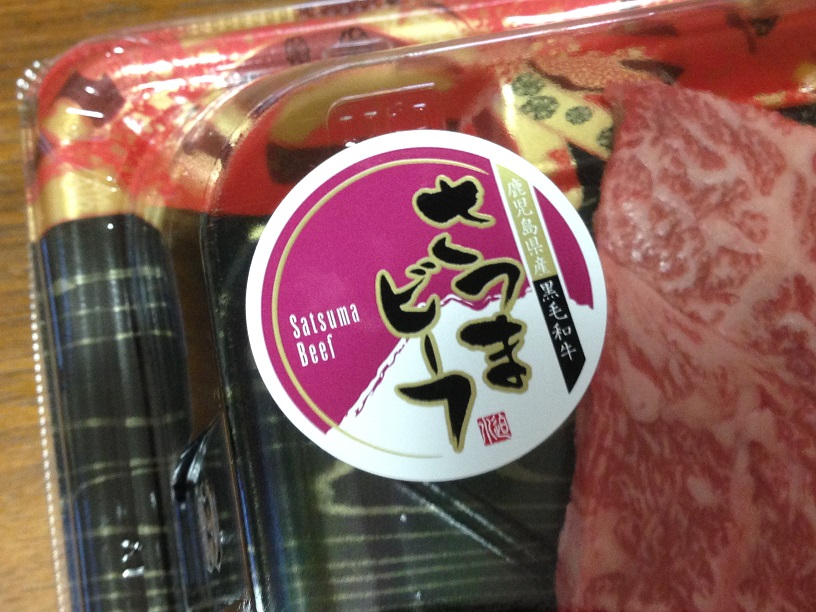 鹿児島県産
黒毛和牛
さつま
ビーフ
Satsuma
Beef